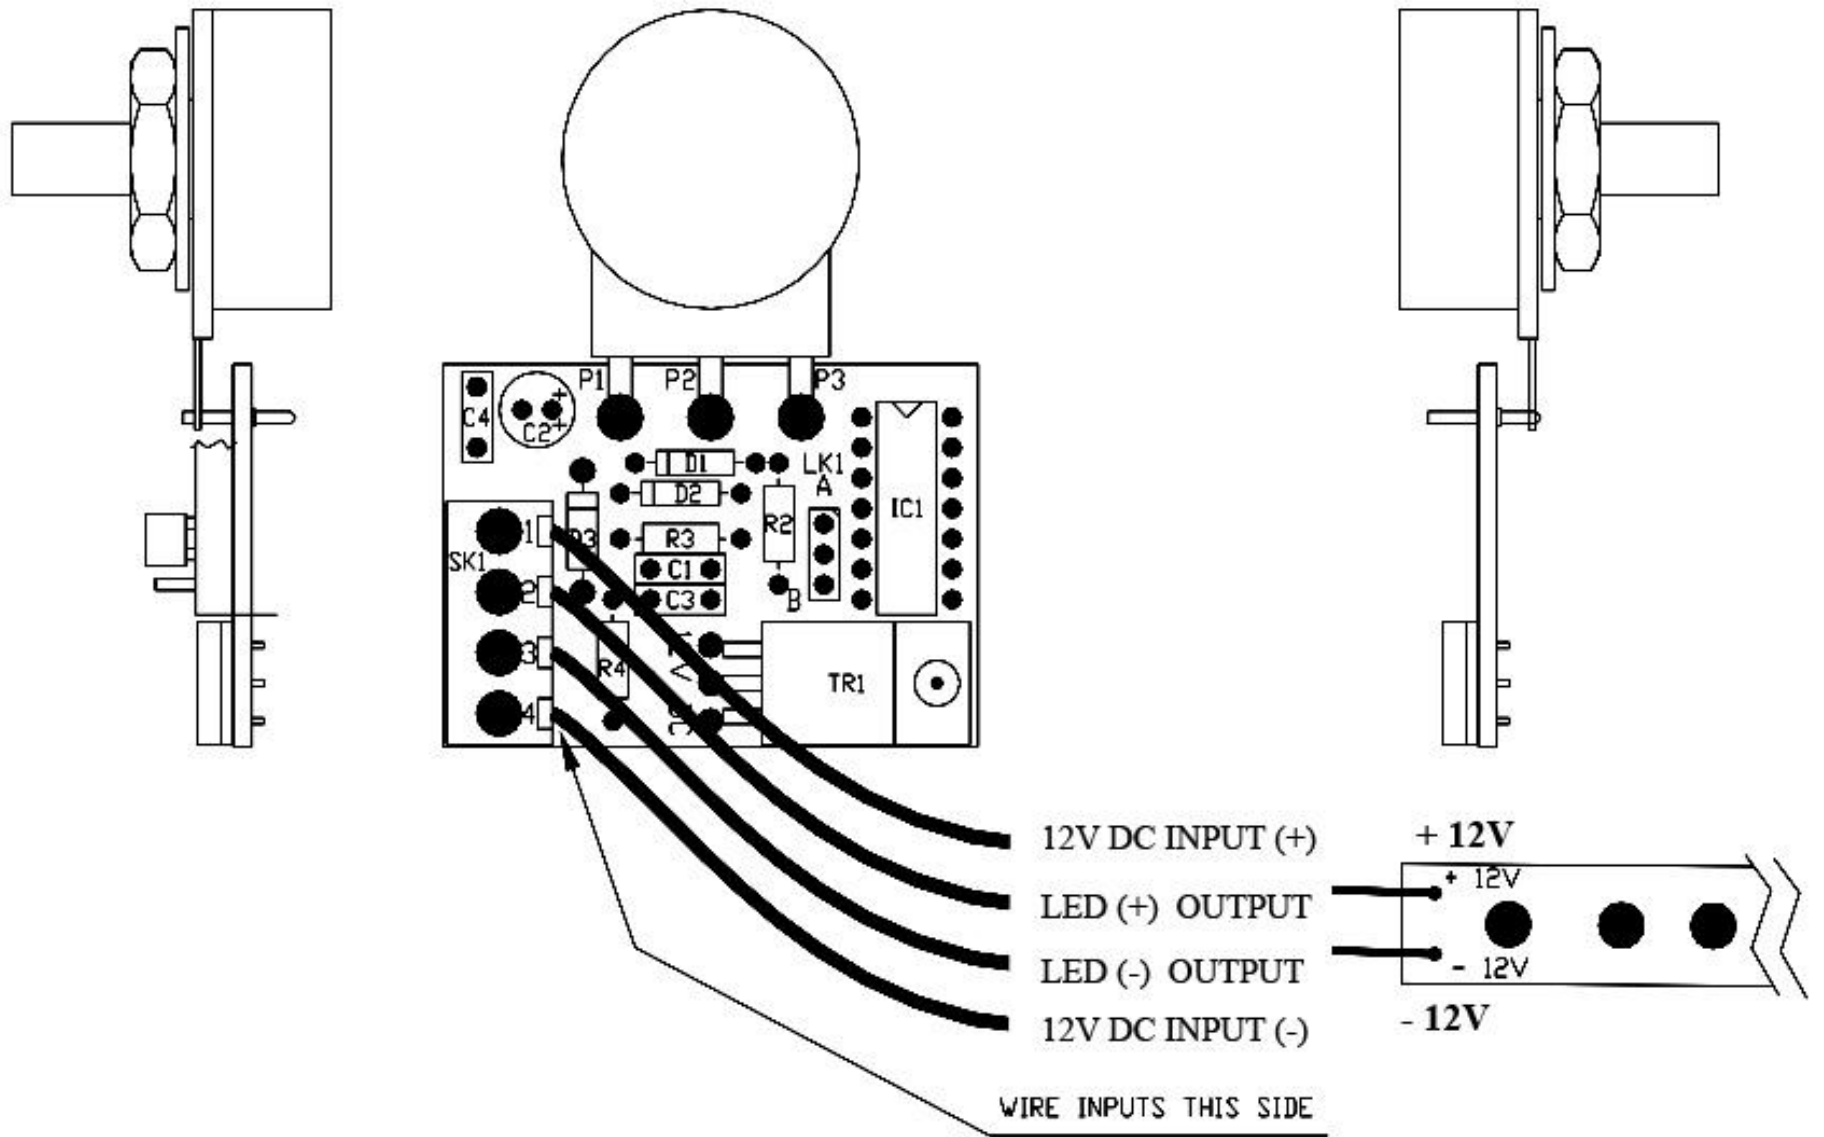 P1 P2 P3
C4
+
C2 +
D1
LK1
A
D2
IC1
R2
1
R3
SK1
C1
2
C3
B
3
R4
TR1
4
12V DC INPUT (+)
+ 12V
+ 12V
LED (+) OUTPUT
LED (-) OUTPUT
- 12V
12V DC INPUT (-)
- 12V
WIRE INPUTS THIS SIDE